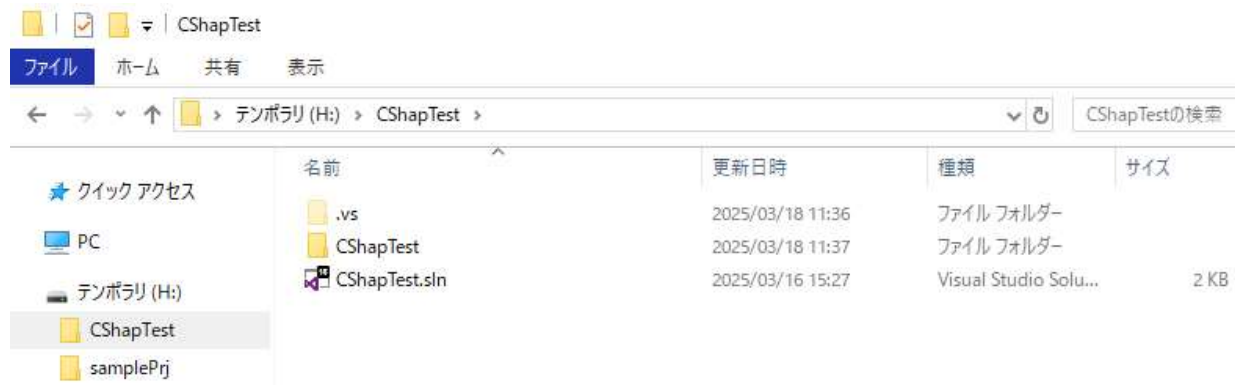 CShapTest
ファイル ホーム 共有 表示
テンポラリ (H:) › CShapTest › CShapTestの検索
名前 更新日時 種類 サイズ
クイック アクセス
.vs 2025/03/18 11:36 ファイル フォルダー
PC
CShapTest 2025/03/18 11:37 ファイル フォルダー
CShapTest.sln 2025/03/16 15:27 Visual Studio Solu... 2 KB
テンポラリ (H:)
CShapTest
samplePrj